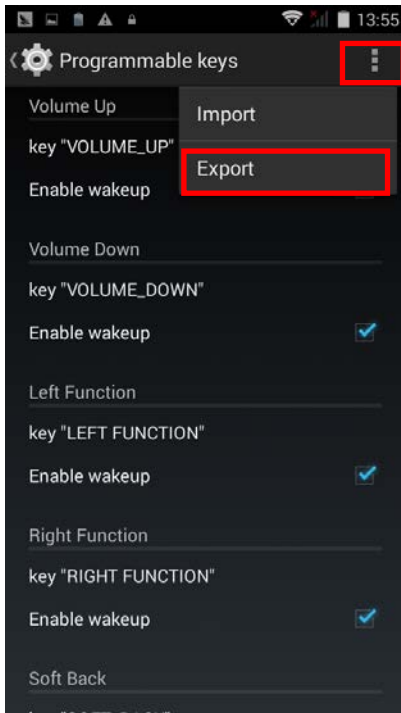 13:55
Programmable keys
Volume Up
Import
key "VOLUME_UP"
Export
Enable wakeup
Volume Down
key "VOLUME_DOWN"
Enable wakeup
Left Function
key "LEFT FUNCTION"
Enable wakeup
Right Function
key "RIGHT FUNCTION"
Enable wakeup
Soft Back